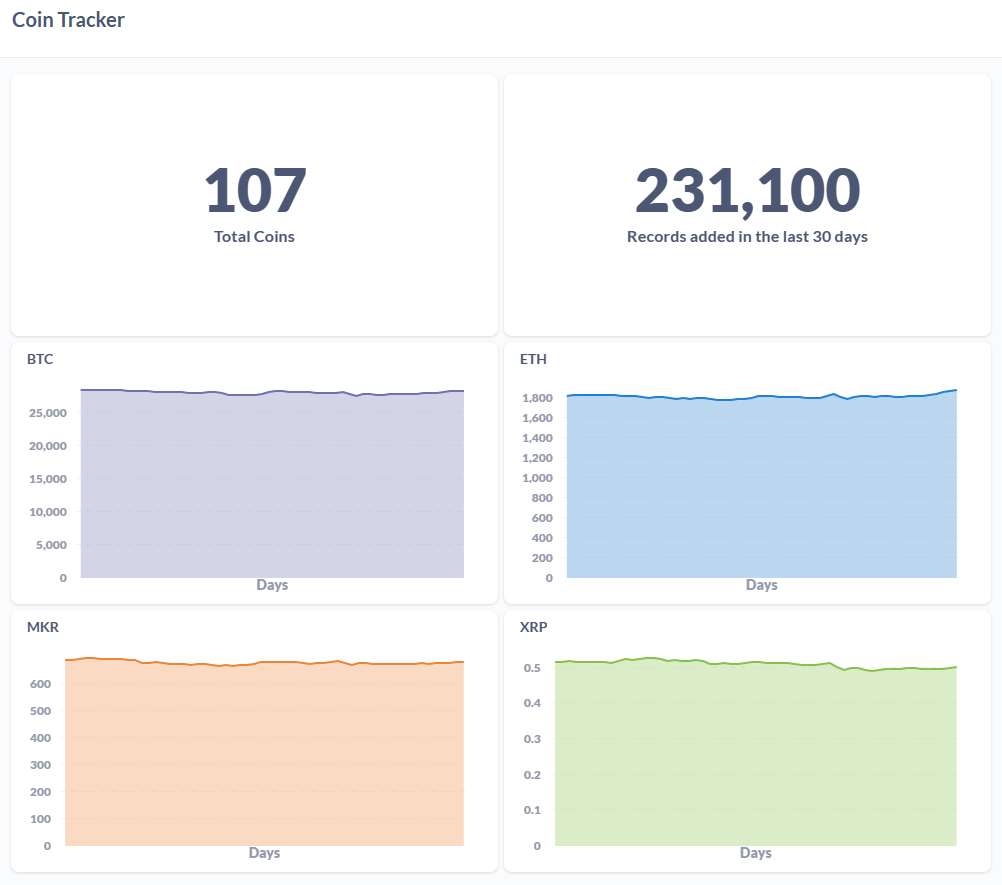 Coin Tracker
107
Total Coins
231,100
Records added in the last 30 days
BTC
25,000
20,000
15,000
10,000
5,000
0
Days
ETH
1,800
1,600
1,400
1,200
1,000
800
600
400
200
0
Days
MKR
600
500
400
300
200
100
0
Days
XRP
0.5
0.4
0.3
0.2
0.1
0
Days